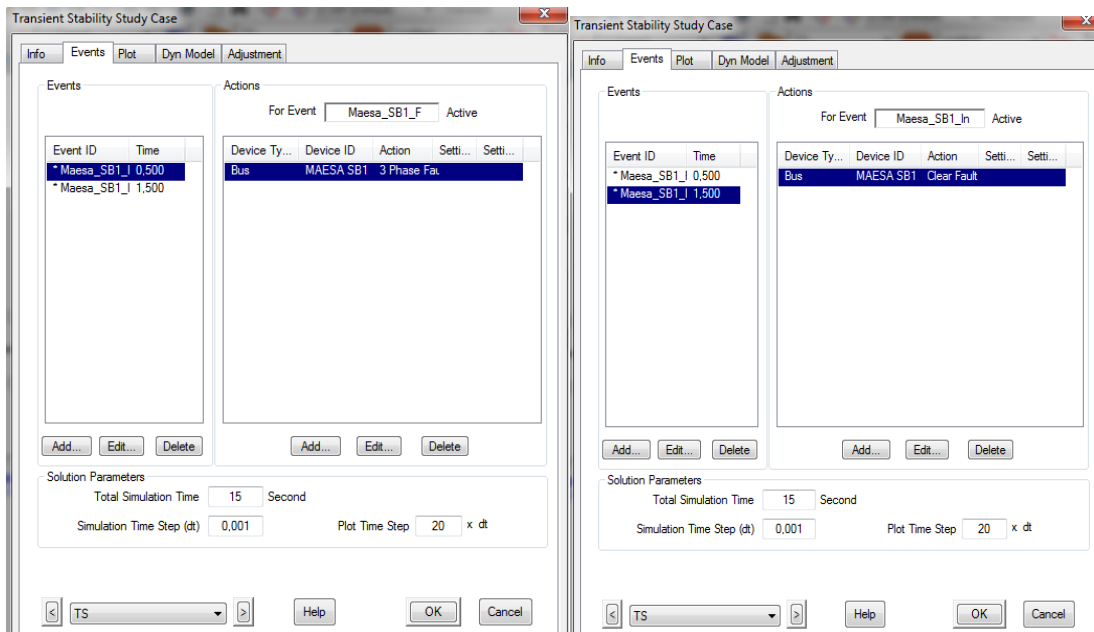 Transient Stability Study Case
Info Events Plot Dyn Model Adjustment
Events
Actions
For Event Maesa_SB1_F Active
Event ID Time
* Maesa_SB1_I 0,500
* Maesa_SB1_I 1,500
Device Ty... Device ID Action Setti... Setti...
Bus MAESA SB1 3 Phase Fau
Add... Edit... Delete
Add... Edit... Delete
Solution Parameters
Total Simulation Time 15 Second
Simulation Time Step (dt) 0,001
Plot Time Step 20 x dt
< TS >
Help
OK
Cancel
Transient Stability Study Case
Info Events Plot Dyn Model Adjustment
Events
Actions
For Event Maesa_SB1_In Active
Event ID Time
* Maesa_SB1_I 0,500
* Maesa_SB1_I 1,500
Device Ty... Device ID Action Setti... Setti...
Bus MAESA SB1 Clear Fault
Add... Edit... Delete
Add... Edit... Delete
Solution Parameters
Total Simulation Time 15 Second
Simulation Time Step (dt) 0,001
Plot Time Step 20 x dt
< TS >
Help
OK
Cancel